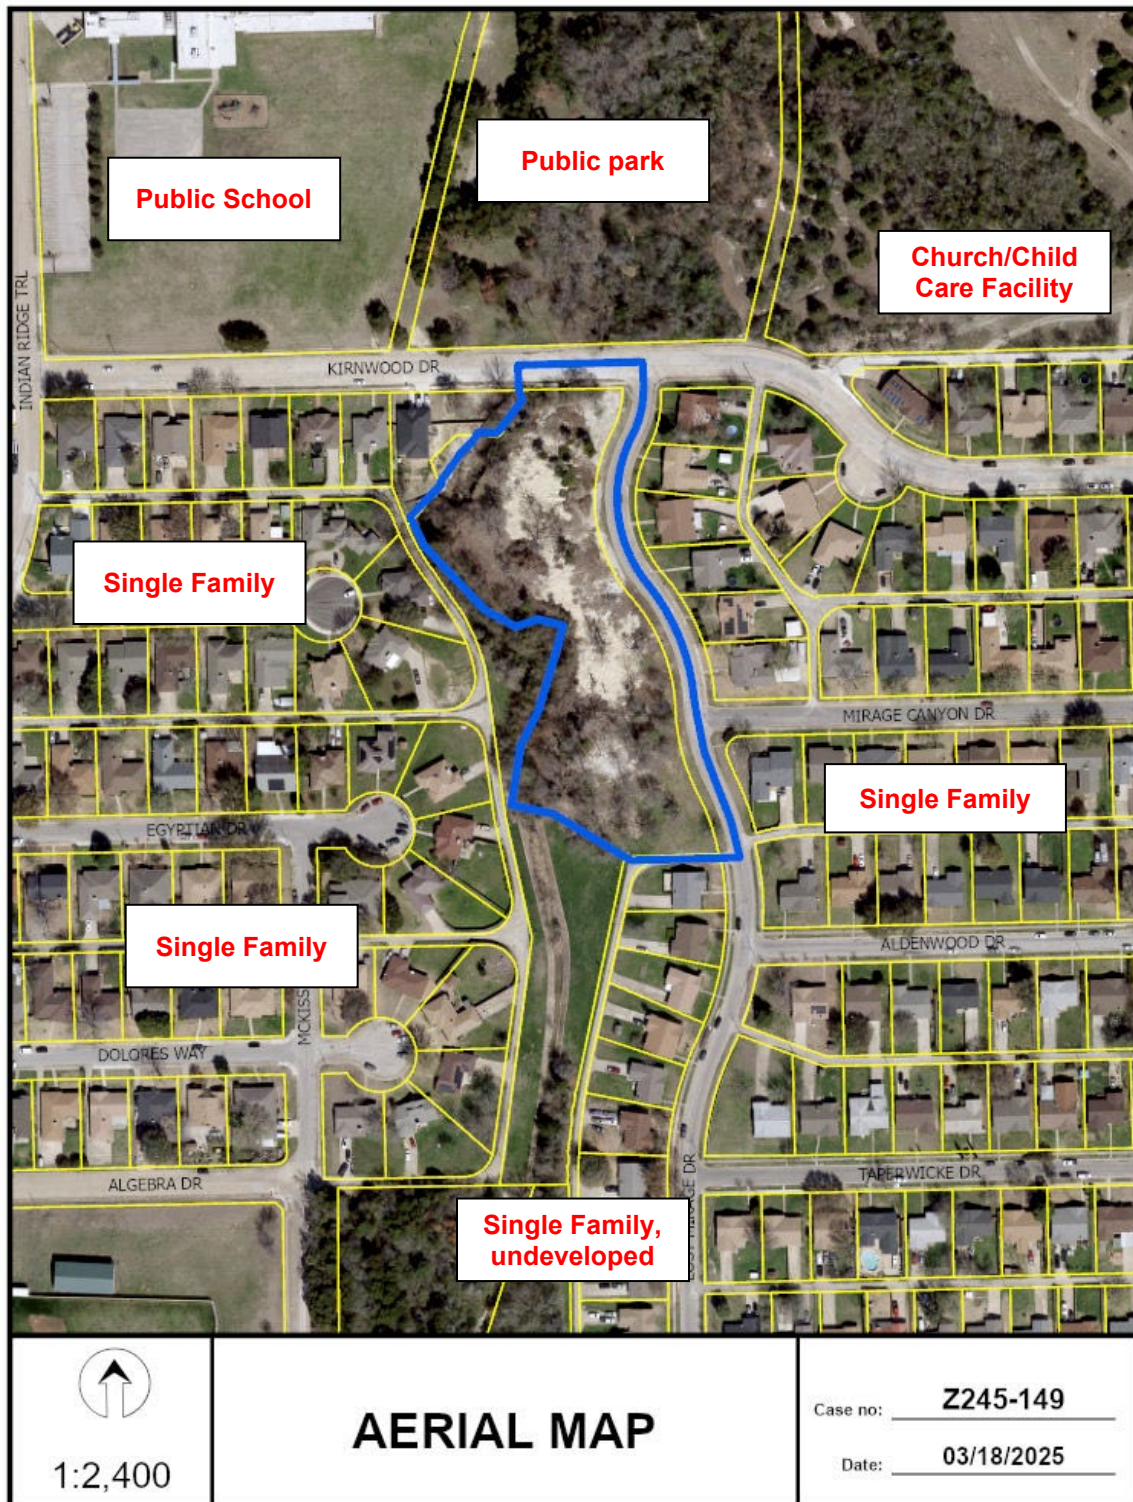 Public School
Public park
Church/Child
Care Facility
INDIAN RIDGE TRL
KIRNWOOD DR
Single Family
MIRAGE CANYON DR
Single Family
EGYPTIAN DR
Single Family
ALDENWOOD DR
MCKISS
DOLORES WAY
TAPERWICKE DR
ALGEBRA DR
Single Family,
undeveloped
DR
1:2,400
AERIAL MAP
Case no: Z245-149
Date: 03/18/2025